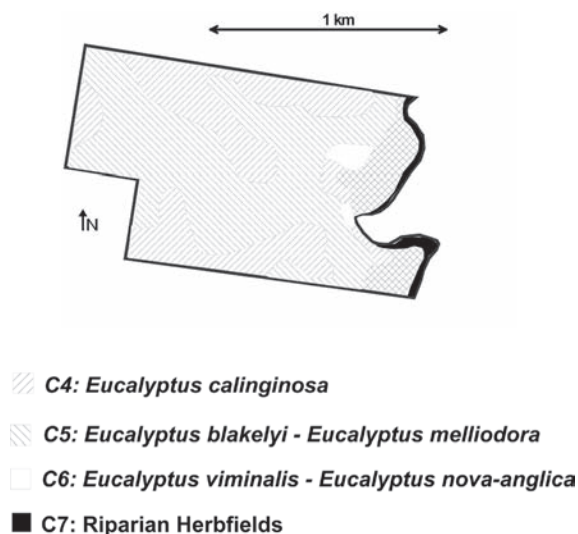 1 km
N
C4: Eucalyptus calinginosa
C5: Eucalyptus blakelyi - Eucalyptus melliodora
C6: Eucalyptus viminalis - Eucalyptus nova-anglica
C7: Riparian Herbfields